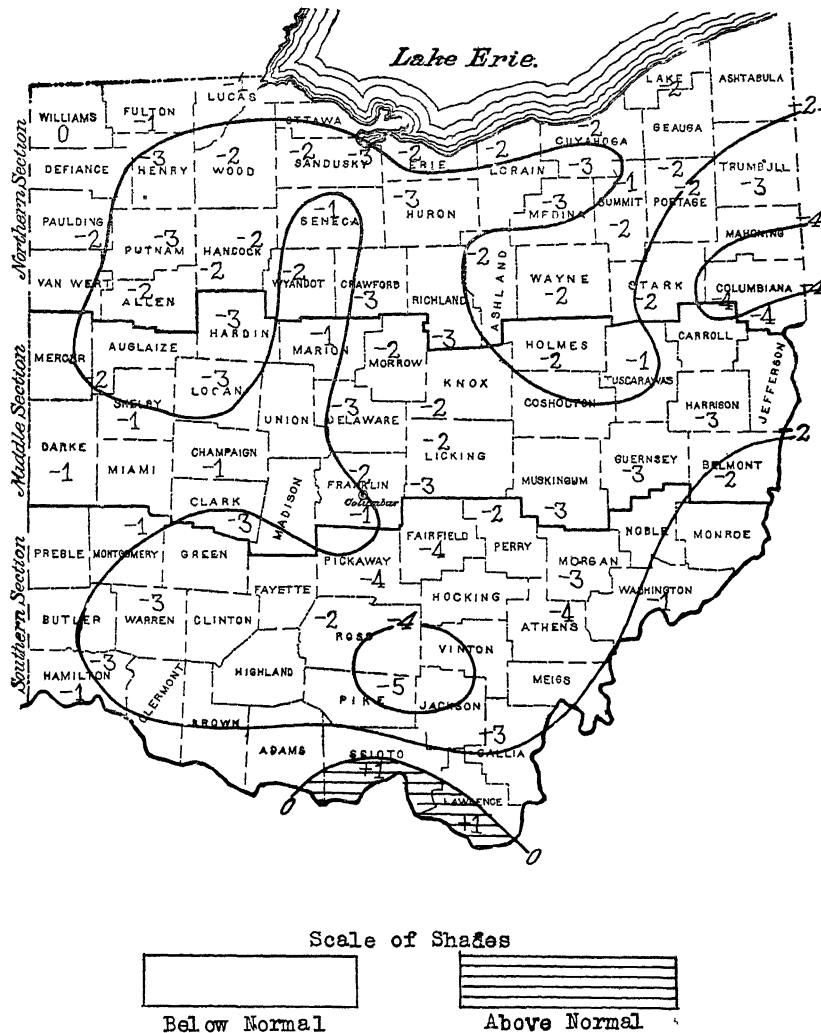 Lake Erie.
LAKE
-2
ASHTABULA
LUCAS
WILLIAMS
0
FULTON
-1
OTTAWA
GEAUGA
-2
CUYAHOGA
-2
-3
DEFIANCE
-3
HENRY
-2
WOOD
-2
SANDUSKY
-3
-2
ERIE
-2
LORAIN
-2
-2
TRUMBULL
-3
-1
SUMMIT
-2
PORTAGE
-3
MEDINA
-3
HURON
-1
SENECA
PAULDING
-2
-3
PUTNAM
HANCOCK
-2
MAHONING
-4
Northern Section
VAN WERT
-2
ALLEN
-2
WYANDOT
CRAWFORD
-3
RICHLAND
-2
ASHLAND
WAYNE
-2
STARK
-2
COLUMBIANA
-4
-4
-4
MERCER
AUGLAIZE
-3
HARDIN
-1
MARION
-2
MORROW
-3
HOLMES
-2
-1
TUSCARAWAS
CARROLL
JEFFERSON
-2
SHELBY
-1
-3
LOGAN
UNION
-3
DELAWARE
KNOX
-2
COSHOCTON
HARRISON
-3
-2
Middle Section
DARKE
-1
MIAMI
CHAMPAIGN
-1
CLARK
-3
MADISON
-2
FRANKLIN
Columbus
-1
-2
LICKING
-3
MUSKINGUM
-3
GUERNSEY
-3
BELMONT
-2
PREBLE
-1
MONTGOMERY
GREEN
PICKAWAY
-4
FAIRFIELD
-4
-2
PERRY
MORGAN
-3
NOBLE
MONROE
FAYETTE
HOCKING
WASHINGTON
-1
BUTLER
-3
WARREN
CLINTON
-2
ROSS
-4
VINTON
-4
ATHENS
Southern Section
HAMILTON
-3
-1
CLERMONT
HIGHLAND
PIKE
-5
JACKSON
MEIGS
BROWN
ADAMS
SCIOTO
+1
-3
GALLIA
LAWRENCE
+1
0
0
Scale of Shades
Below Normal
Above Normal